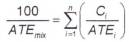 100/ATE_mix = Σ_{i=1}^{n} (C_i/ATE_i)